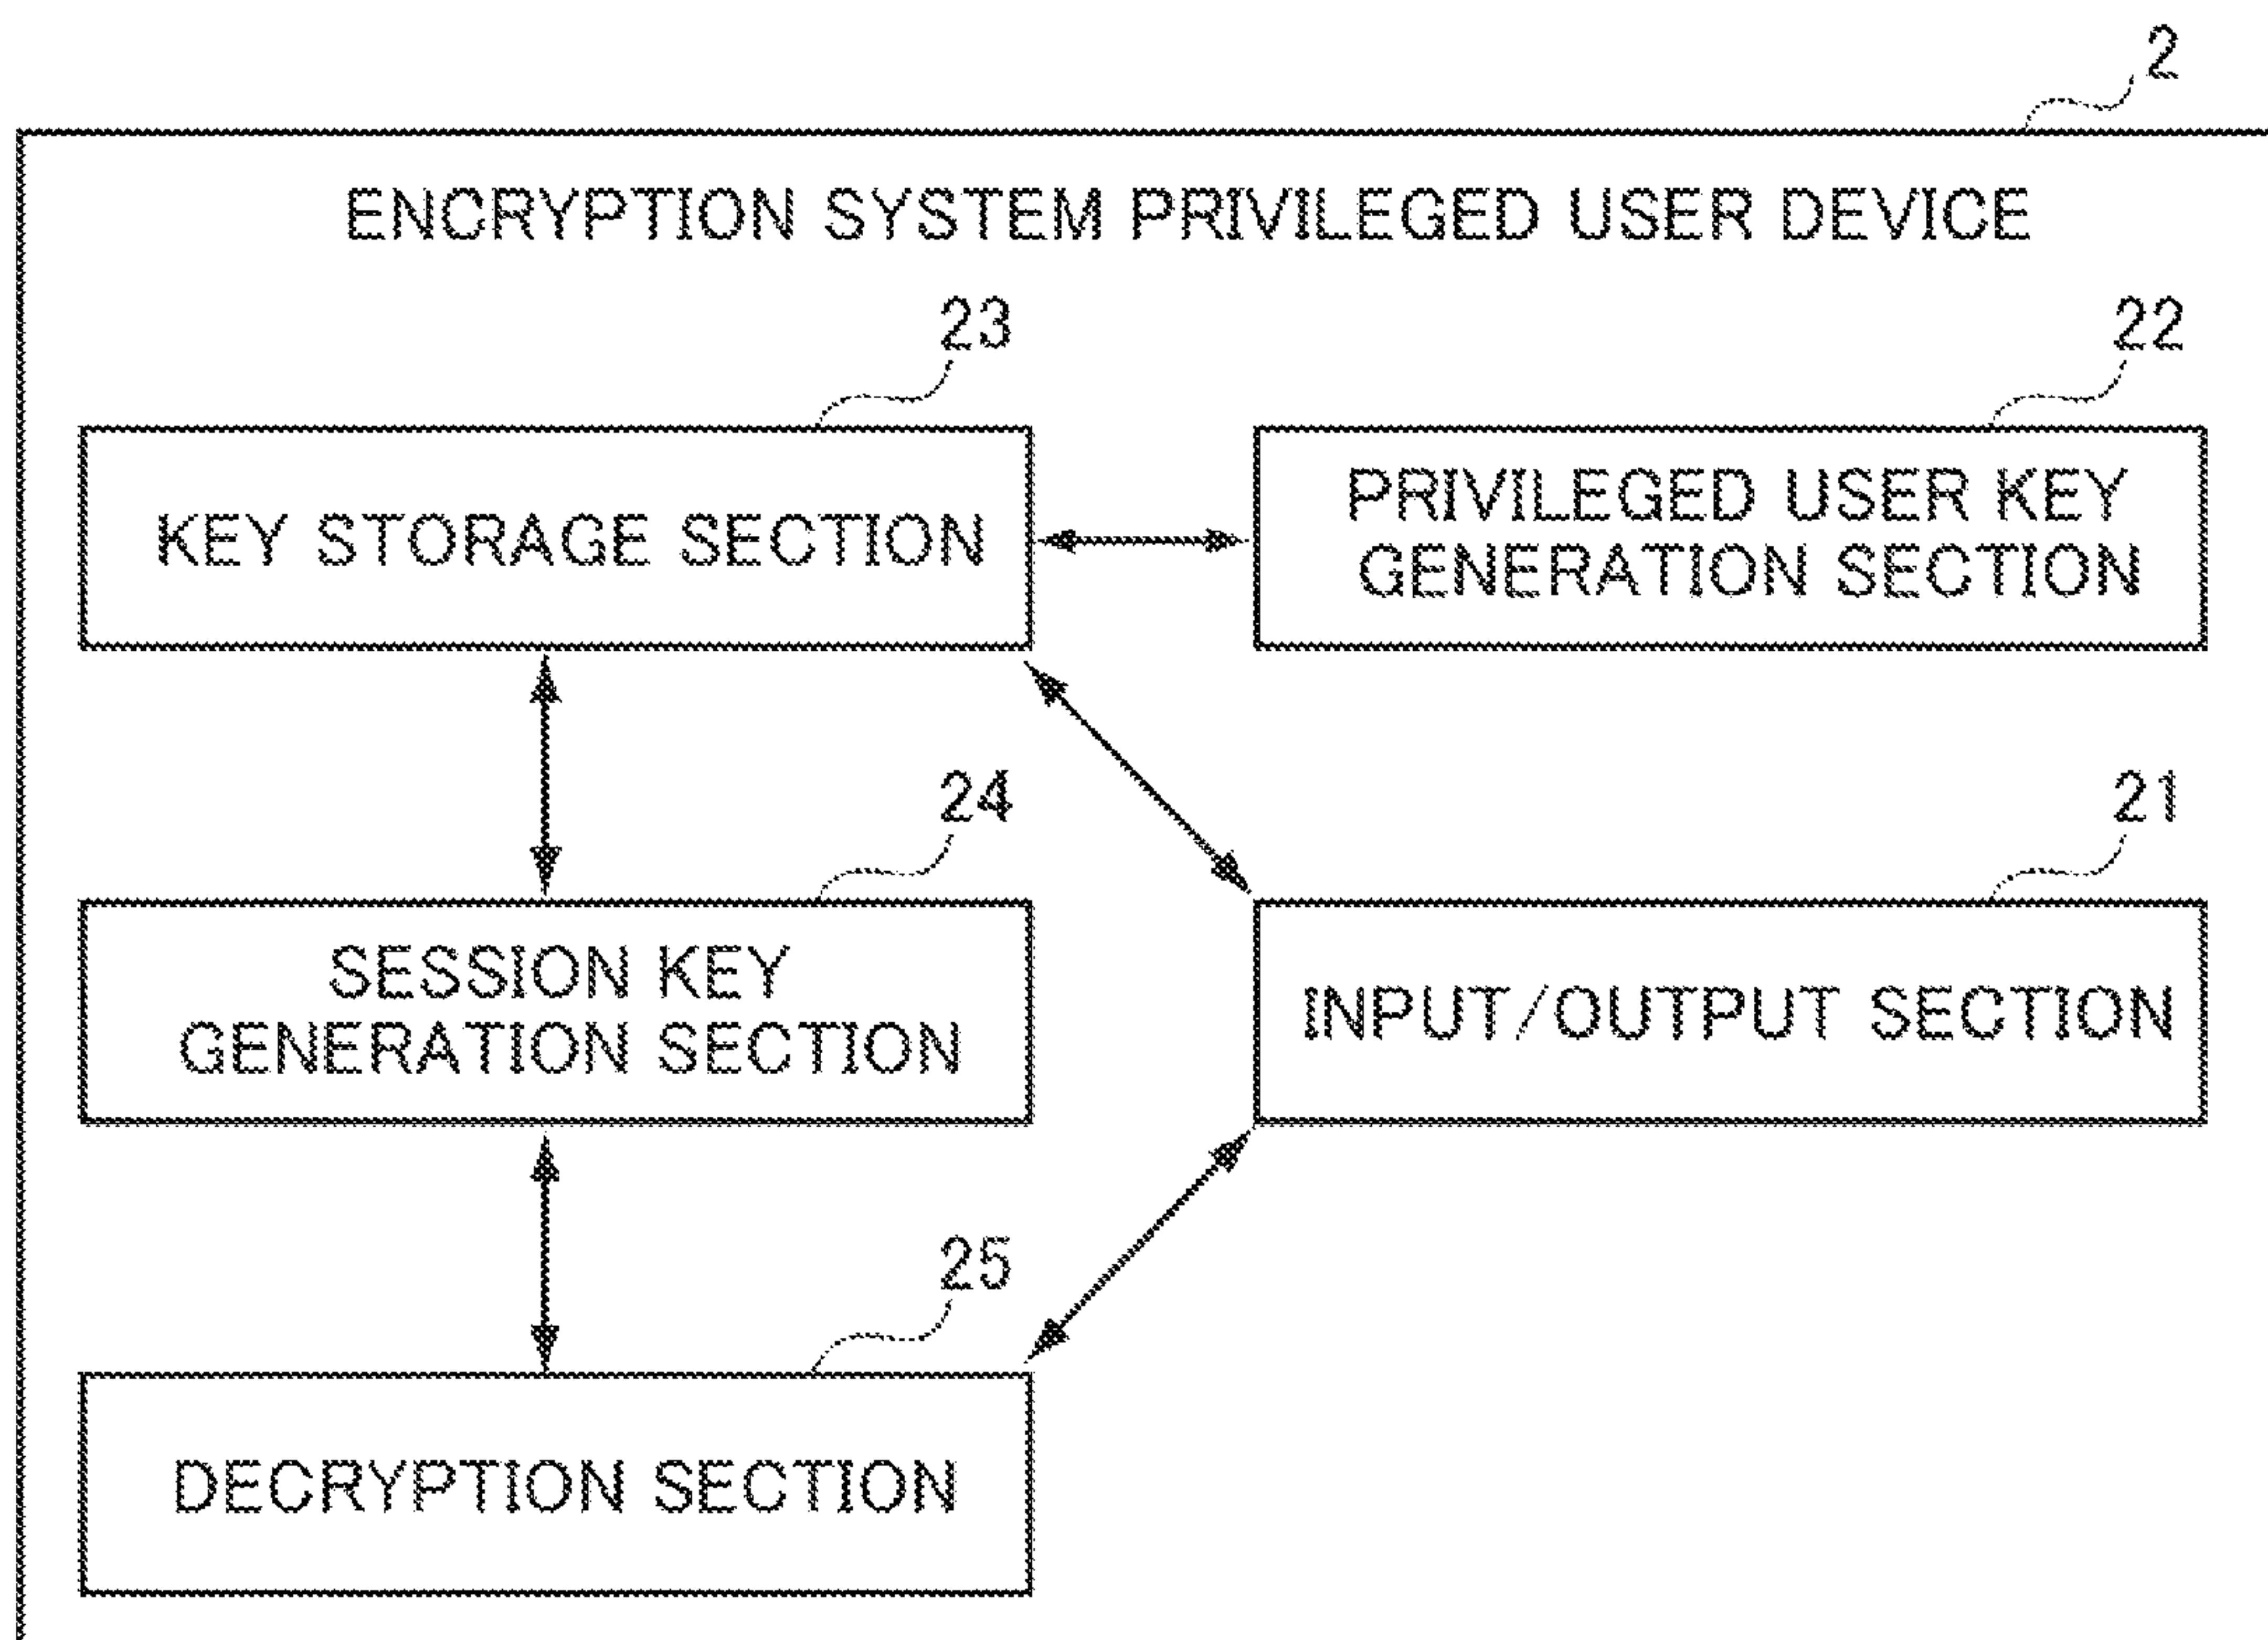 2
ENCRYPTION SYSTEM PRIVILEGED USER DEVICE
23
22
KEY STORAGE SECTION
PRIVILEGED USER KEY
GENERATION SECTION
24
21
SESSION KEY
GENERATION SECTION
INPUT/OUTPUT SECTION
25
DECRYPTION SECTION